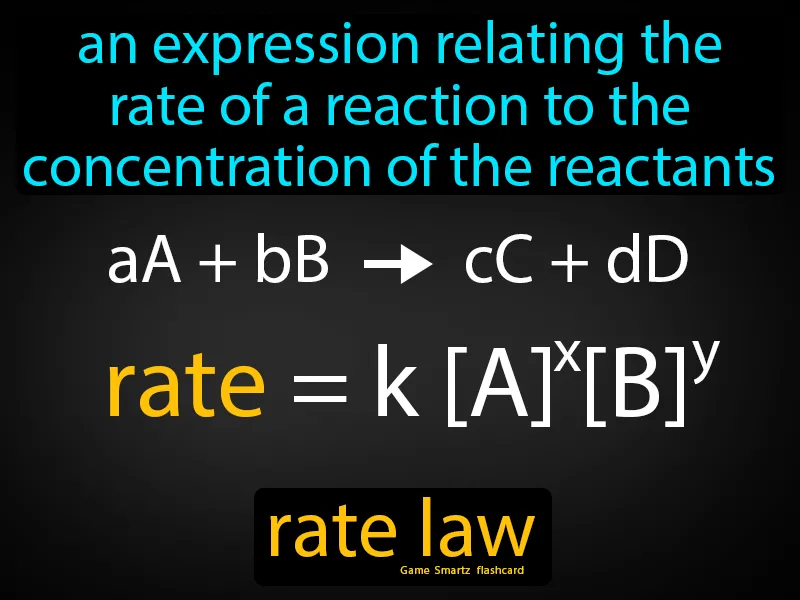 an expression relating the
rate of a reaction to the
concentration of the reactants
aA + bB → cC + dD
rate = k [A]ˣ[B]ʸ
rate law
Game Smartz flashcard